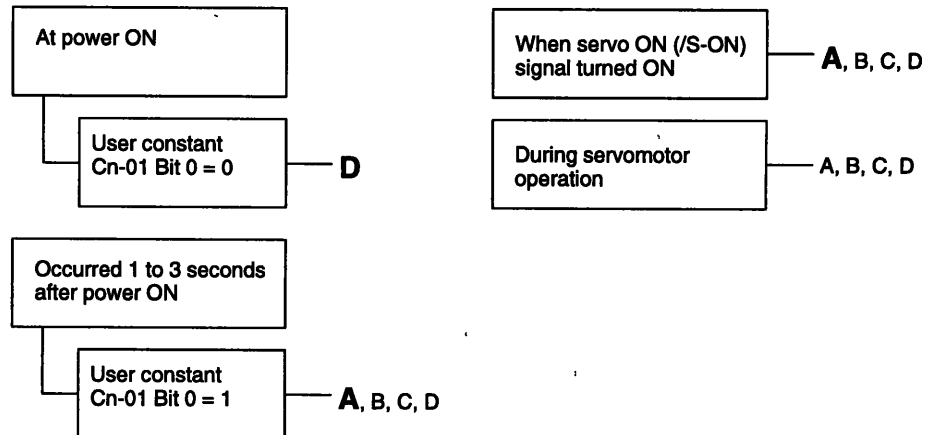 At power ON
User constant
Cn-01 Bit 0 = 0
D
Occurred 1 to 3 seconds
after power ON
User constant
Cn-01 Bit 0 = 1
A, B, C, D
When servo ON (/S-ON)
signal turned ON
A, B, C, D
During servomotor
operation
A, B, C, D